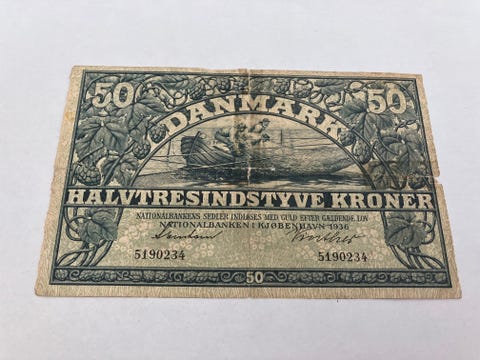 50 DANMARK 50
HALVTRESINDSTYVE KRONER
NATIONALBANKENS SEDLER INDLØSES MED GULD EFTER GÆLDENDE LOV
NATIONALBANKEN I KJØBENHAVN 1936
5190234 5190234
50